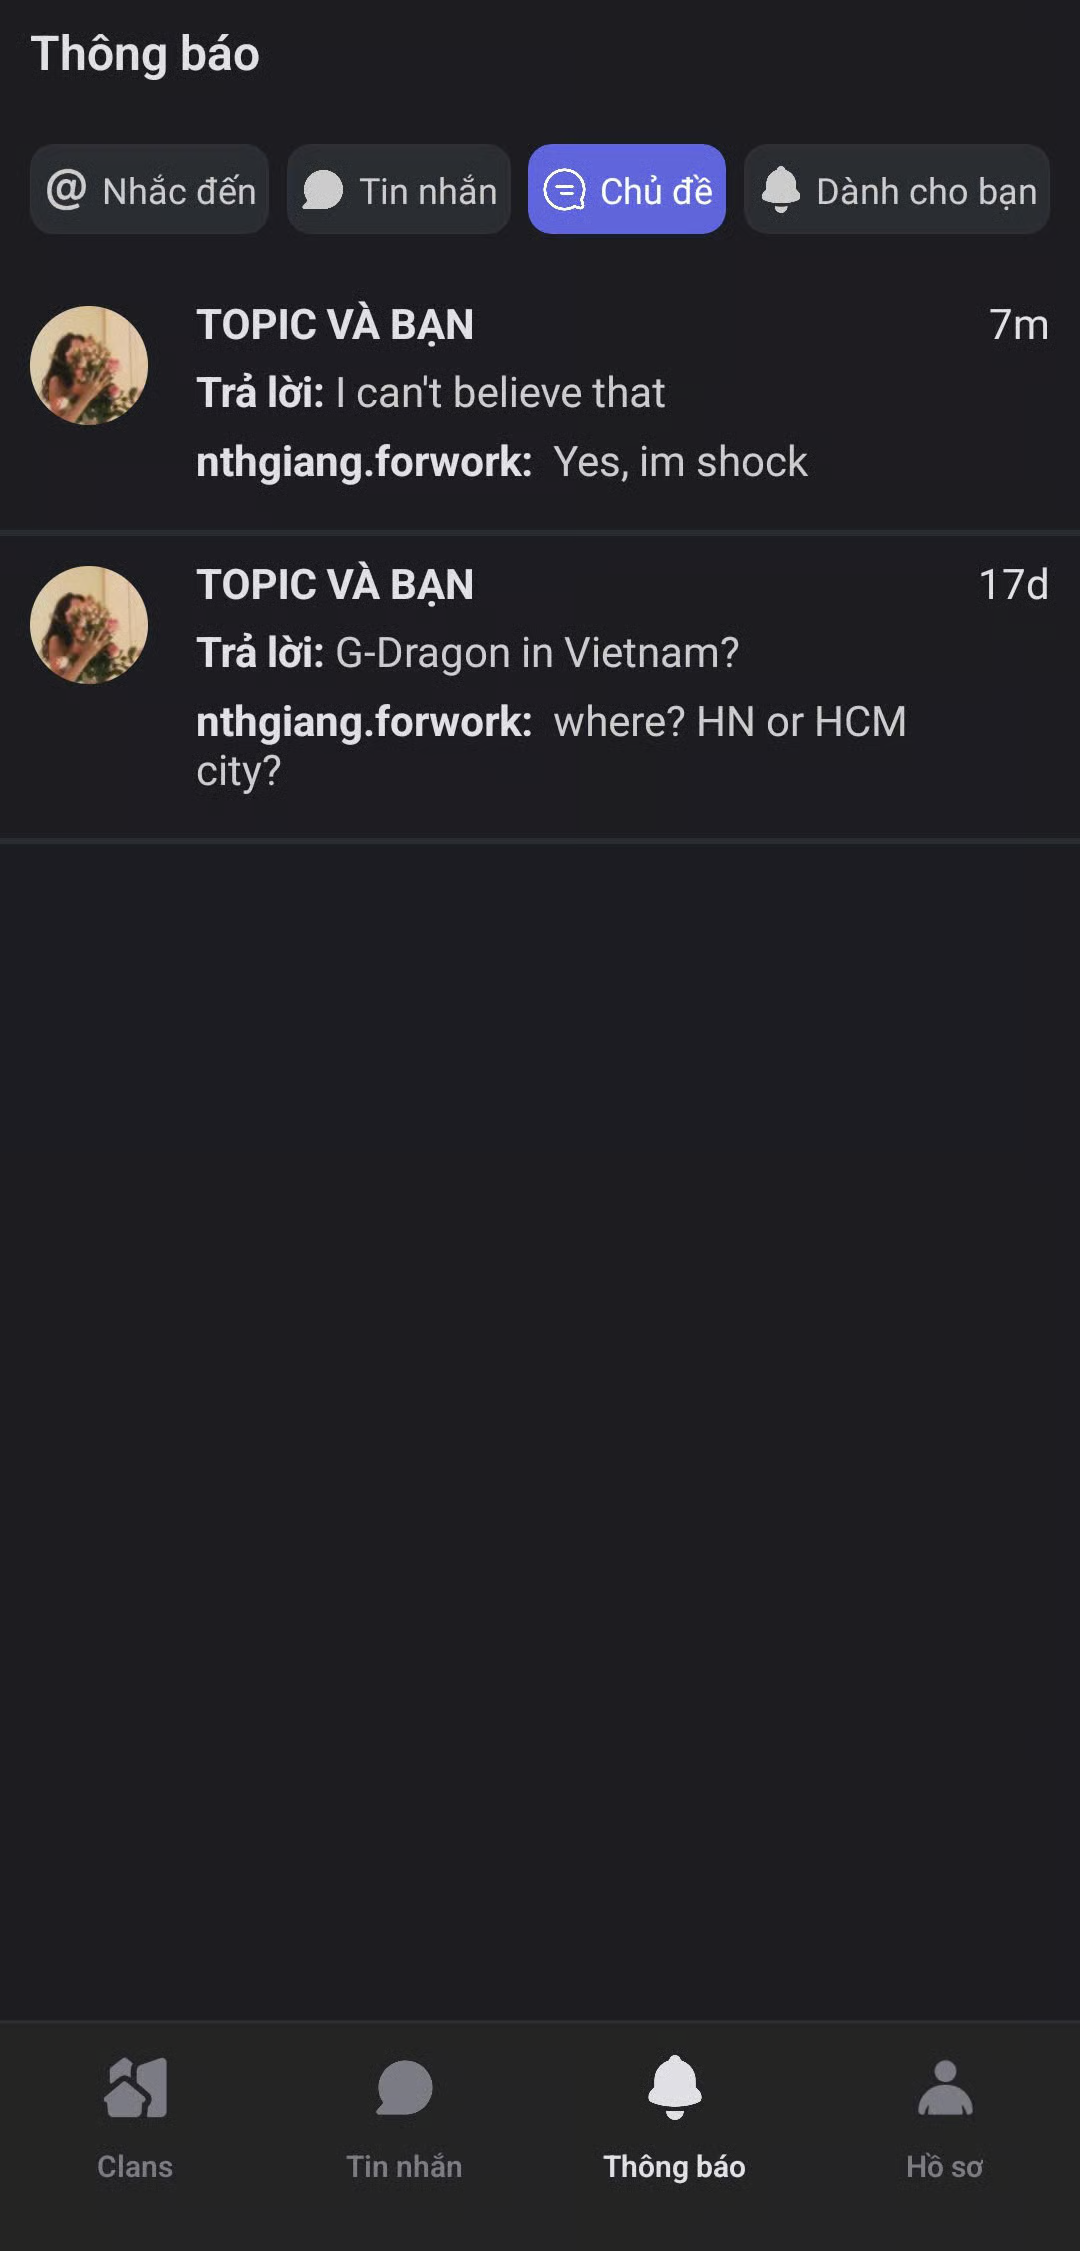 Thông báo
@ Nhắc đến
Tin nhắn
Chủ đề
Dành cho bạn
TOPIC VÀ BẠN
7m
Trả lời: I can't believe that
nthgiang.forwork: Yes, im shock
TOPIC VÀ BẠN
17d
Trả lời: G-Dragon in Vietnam?
nthgiang.forwork: where? HN or HCM
city?
Clans
Tin nhắn
Thông báo
Hồ sơ